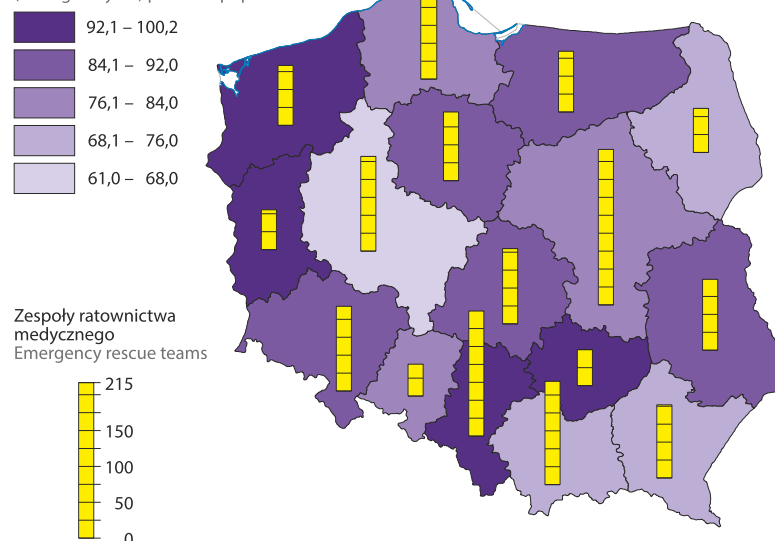 92,1 – 100,2
84,1 – 92,0
76,1 – 84,0
68,1 – 76,0
61,0 – 68,0
Zespoły ratownictwa
medycznego
Emergency rescue teams
215
150
100
50
0